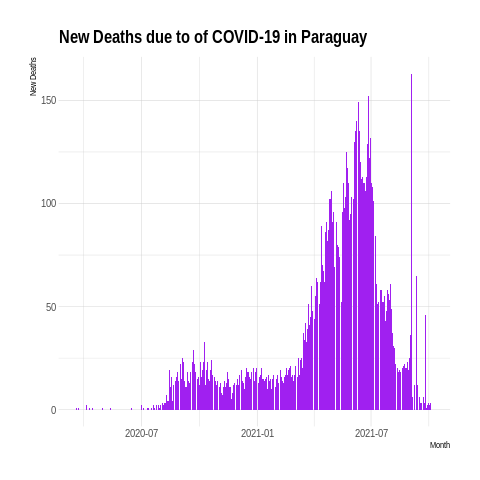 New Deaths due to of COVID-19 in Paraguay
New Deaths
150
100
50
0
2020-07
2021-01
2021-07
Month